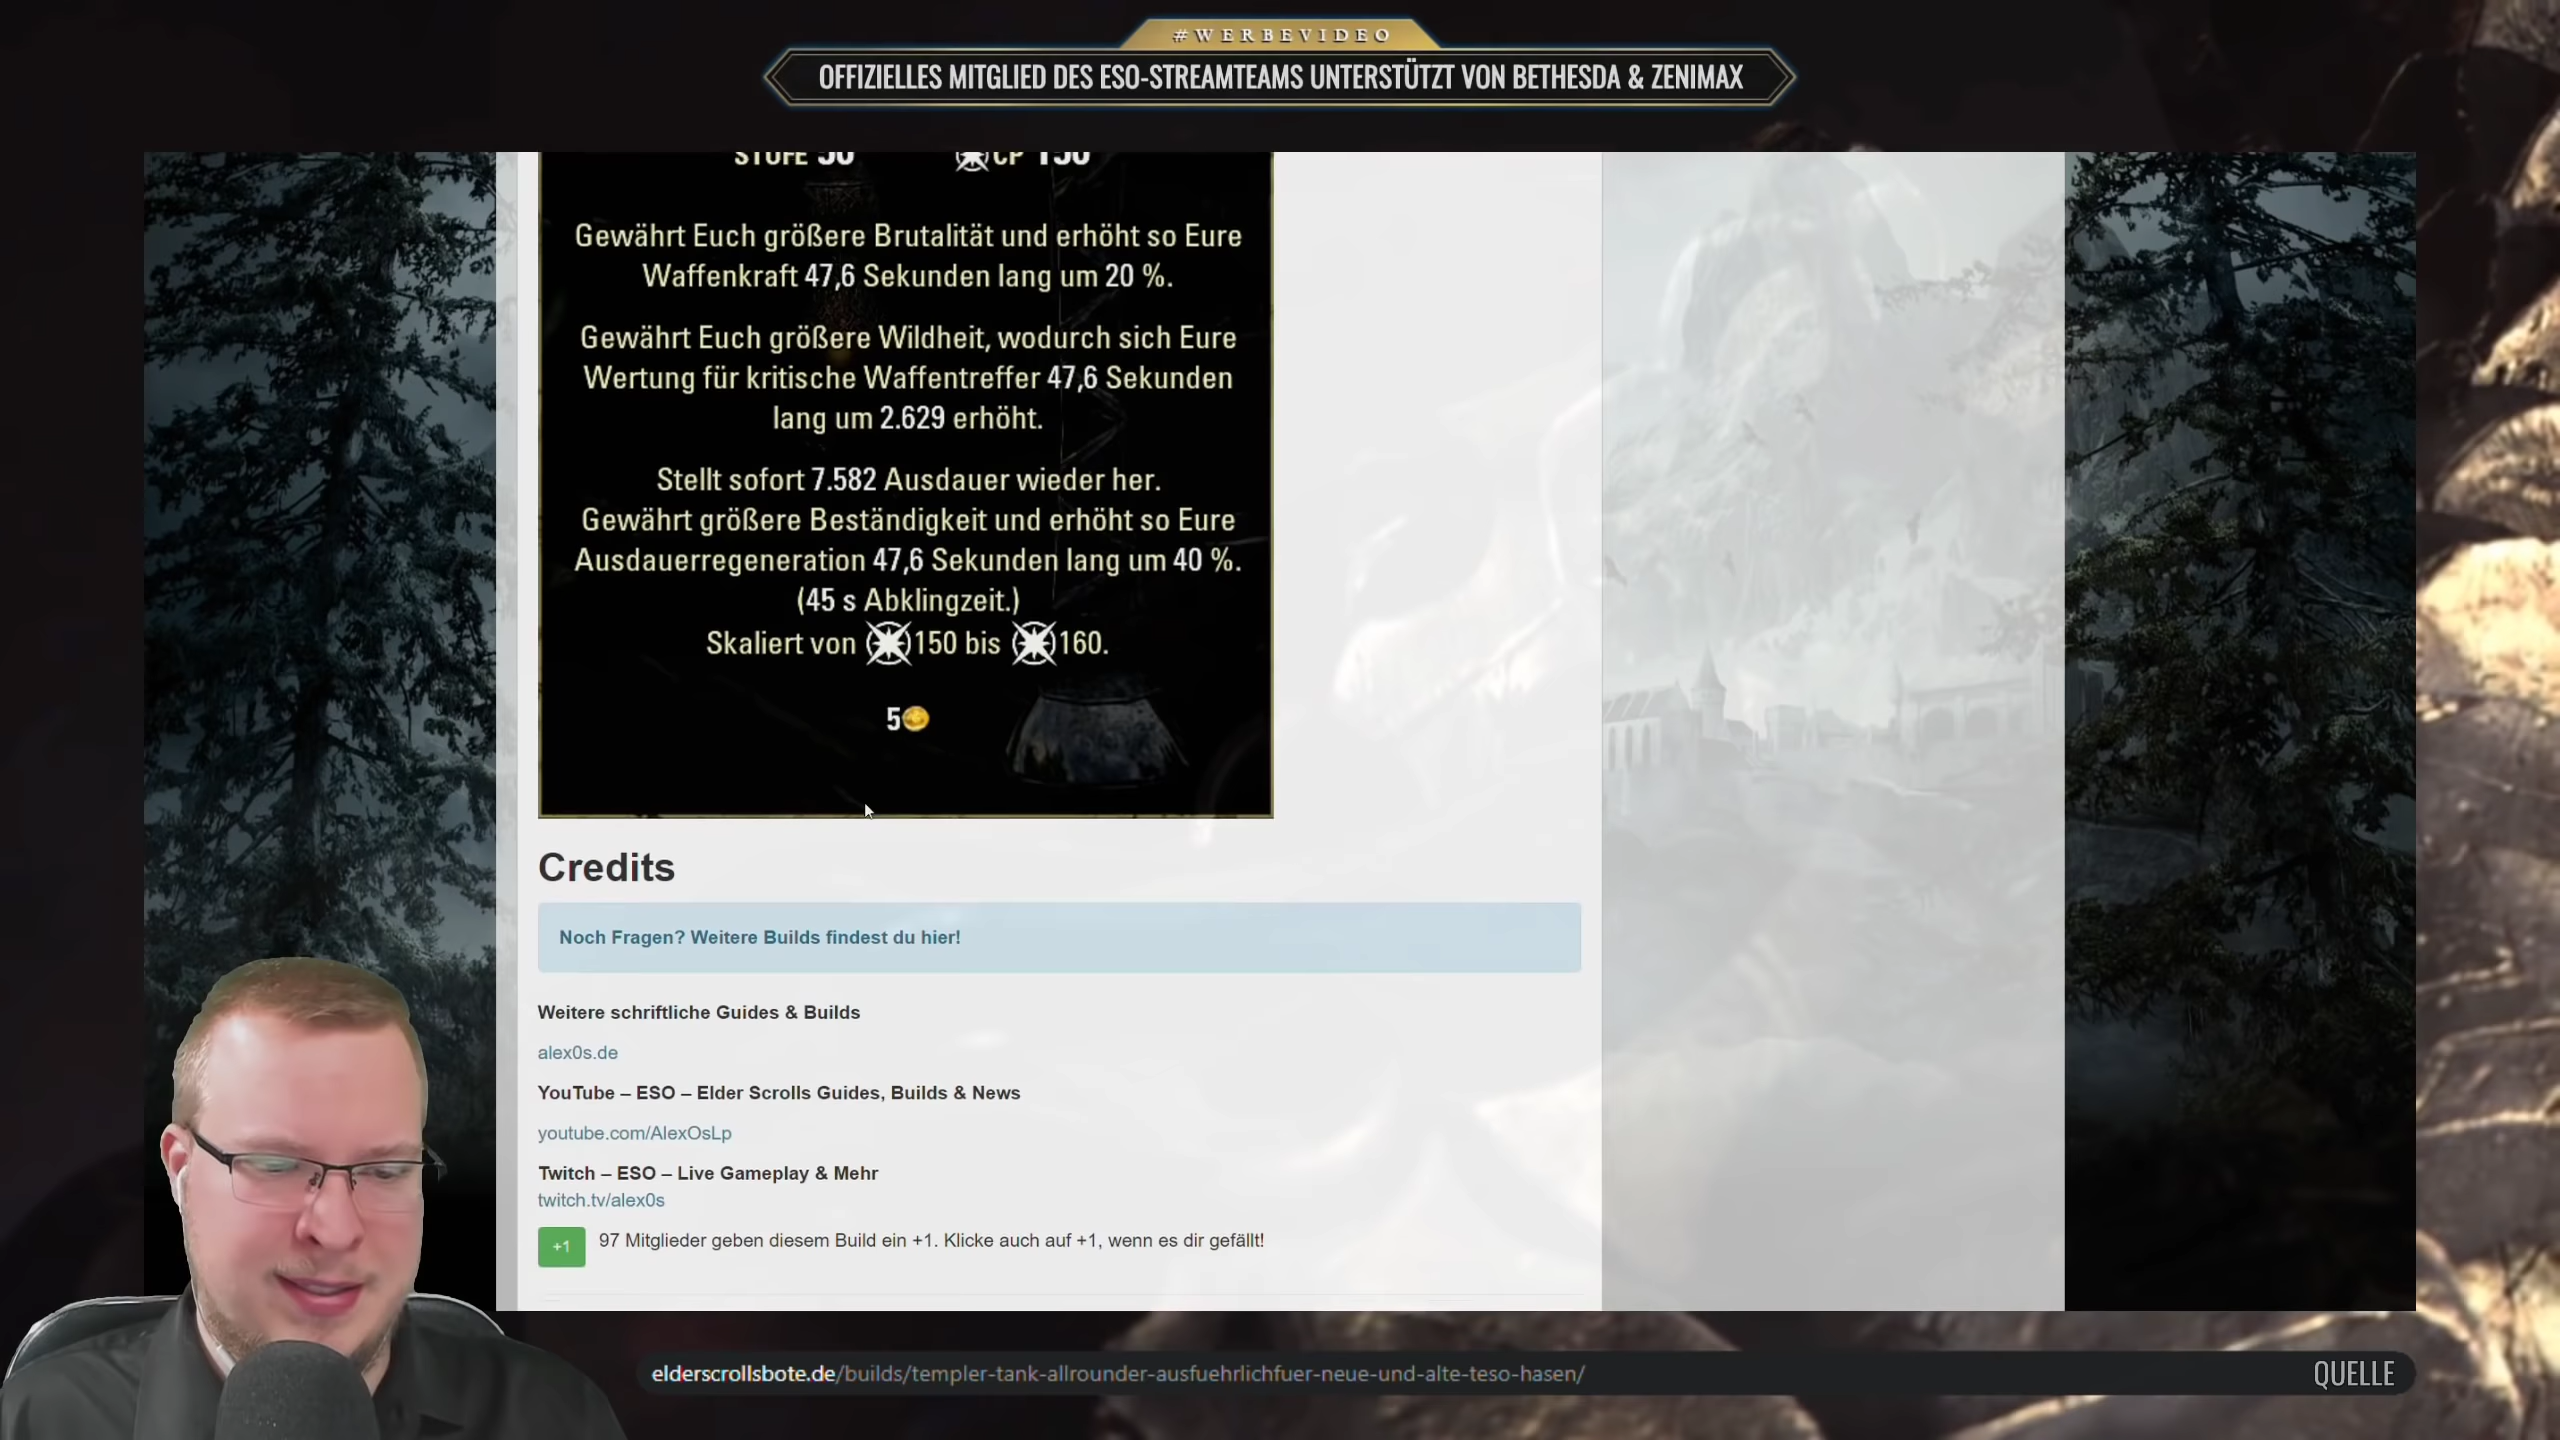 #WERBEVIDEO
OFFIZIELLES MITGLIED DES ESO-STREAMTEAMS UNTERSTÜTZT VON BETHESDA & ZENIMAX
STUFE 50 CP 150
Gewährt Euch größere Brutalität und erhöht so Eure
Waffenkraft 47,6 Sekunden lang um 20 %.
Gewährt Euch größere Wildheit, wodurch sich Eure
Wertung für kritische Waffentreffer 47,6 Sekunden
lang um 2.629 erhöht.
Stellt sofort 7.582 Ausdauer wieder her.
Gewährt größere Beständigkeit und erhöht so Eure
Ausdauerregeneration 47,6 Sekunden lang um 40 %.
(45 s Abklingzeit.)
Skaliert von 150 bis 160.
5
Credits
Noch Fragen? Weitere Builds findest du hier!
Weitere schriftliche Guides & Builds
alex0s.de
YouTube – ESO – Elder Scrolls Guides, Builds & News
youtube.com/AlexOsLp
Twitch – ESO – Live Gameplay & Mehr
twitch.tv/alex0s
+1 97 Mitglieder geben diesem Build ein +1. Klicke auch auf +1, wenn es dir gefällt!
elderscrollsbote.de/builds/templer-tank-allrounder-ausfuehrlichfuer-neue-und-alte-teso-hasen/ QUELLE